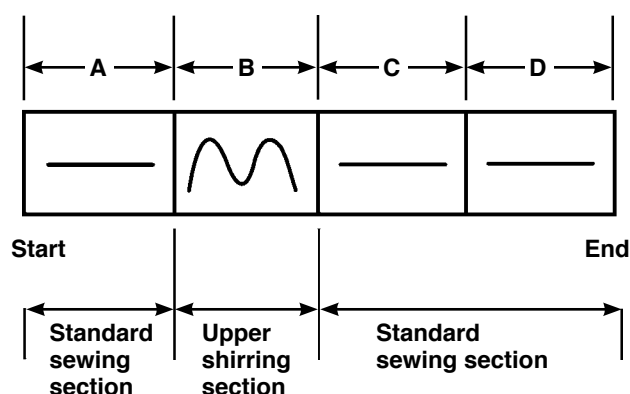 A B C D
Start End
Standard
sewing
section
Upper
shirring
section
Standard
sewing section